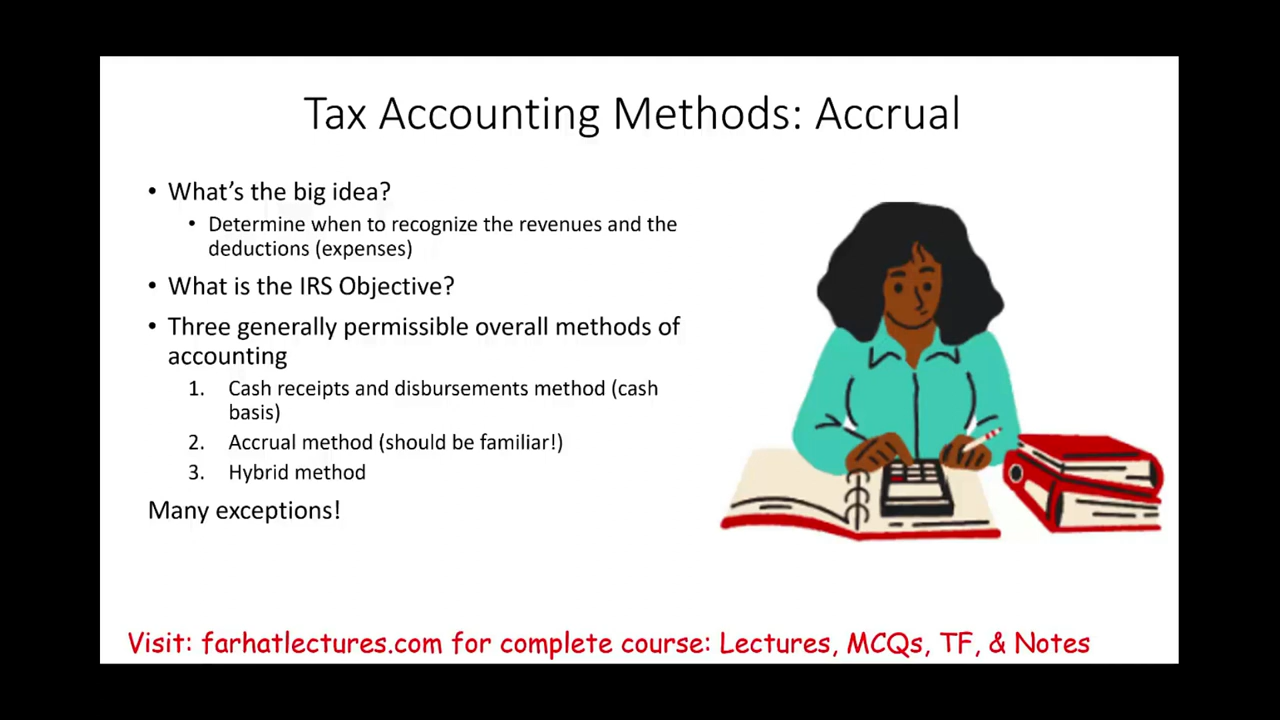 Tax Accounting Methods: Accrual
• What’s the big idea?
• Determine when to recognize the revenues and the
deductions (expenses)
• What is the IRS Objective?
• Three generally permissible overall methods of
accounting
1. Cash receipts and disbursements method (cash
basis)
2. Accrual method (should be familiar!)
3. Hybrid method
Many exceptions!
Visit: farhatlectures.com for complete course: Lectures, MCQs, TF, & Notes